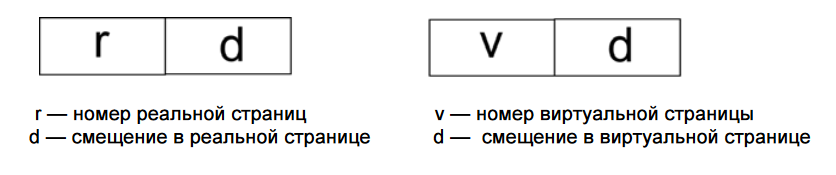 r d
v d
r — номер реальной страниц
d — смещение в реальной странице
v — номер виртуальной страницы
d — смещение в виртуальной странице